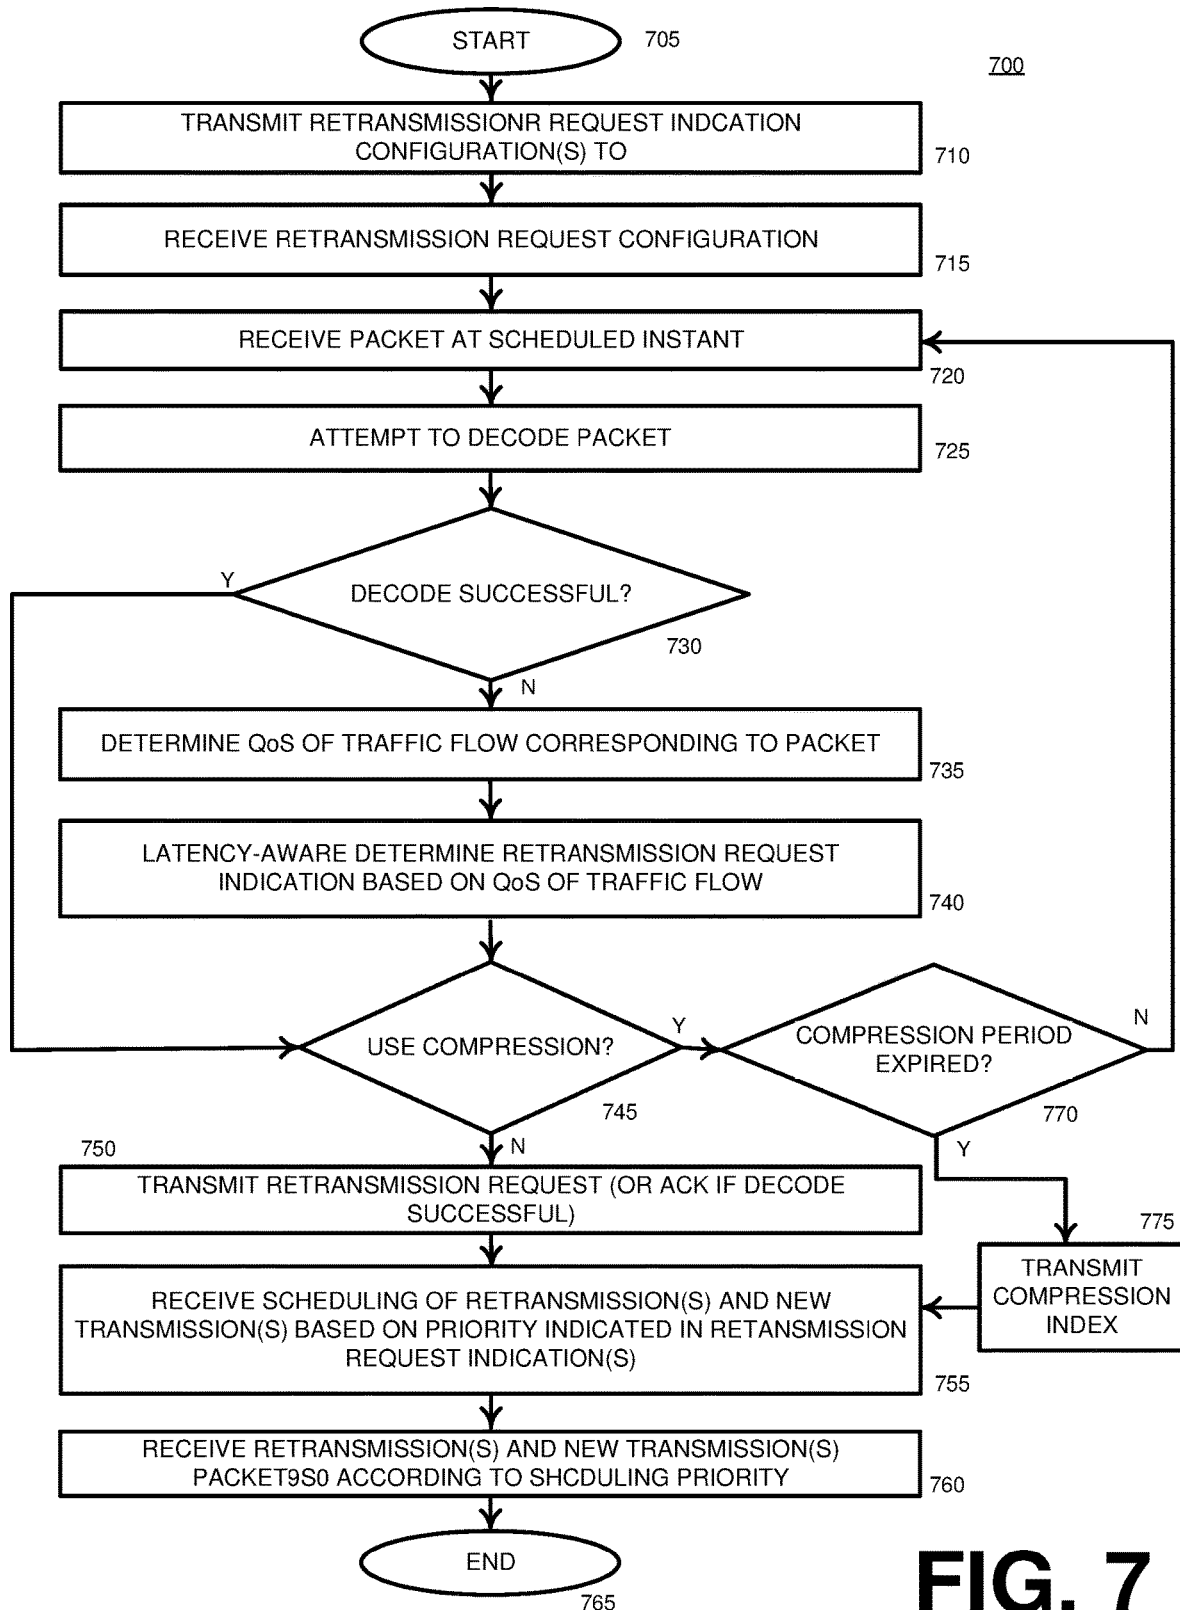 START
705
700
TRANSMIT RETRANSMISSIONR REQUEST INDCATION
CONFIGURATION(S) TO
710
RECEIVE RETRANSMISSION REQUEST CONFIGURATION
715
RECEIVE PACKET AT SCHEDULED INSTANT
720
ATTEMPT TO DECODE PACKET
725
Y
DECODE SUCCESSFUL?
730
N
DETERMINE QoS OF TRAFFIC FLOW CORRESPONDING TO PACKET
735
LATENCY-AWARE DETERMINE RETRANSMISSION REQUEST
INDICATION BASED ON QoS OF TRAFFIC FLOW
740
USE COMPRESSION?
Y
745
N
COMPRESSION PERIOD
EXPIRED?
N
770
Y
750
TRANSMIT RETRANSMISSION REQUEST (OR ACK IF DECODE
SUCCESSFUL)
775
TRANSMIT
COMPRESSION
INDEX
RECEIVE SCHEDULING OF RETRANSMISSION(S) AND NEW
TRANSMISSION(S) BASED ON PRIORITY INDICATED IN RETANSMISSION
REQUEST INDICATION(S)
755
RECEIVE RETRANSMISSION(S) AND NEW TRANSMISSION(S)
PACKET9S0 ACCORDING TO SHCDULING PRIORITY
760
END
765
FIG. 7